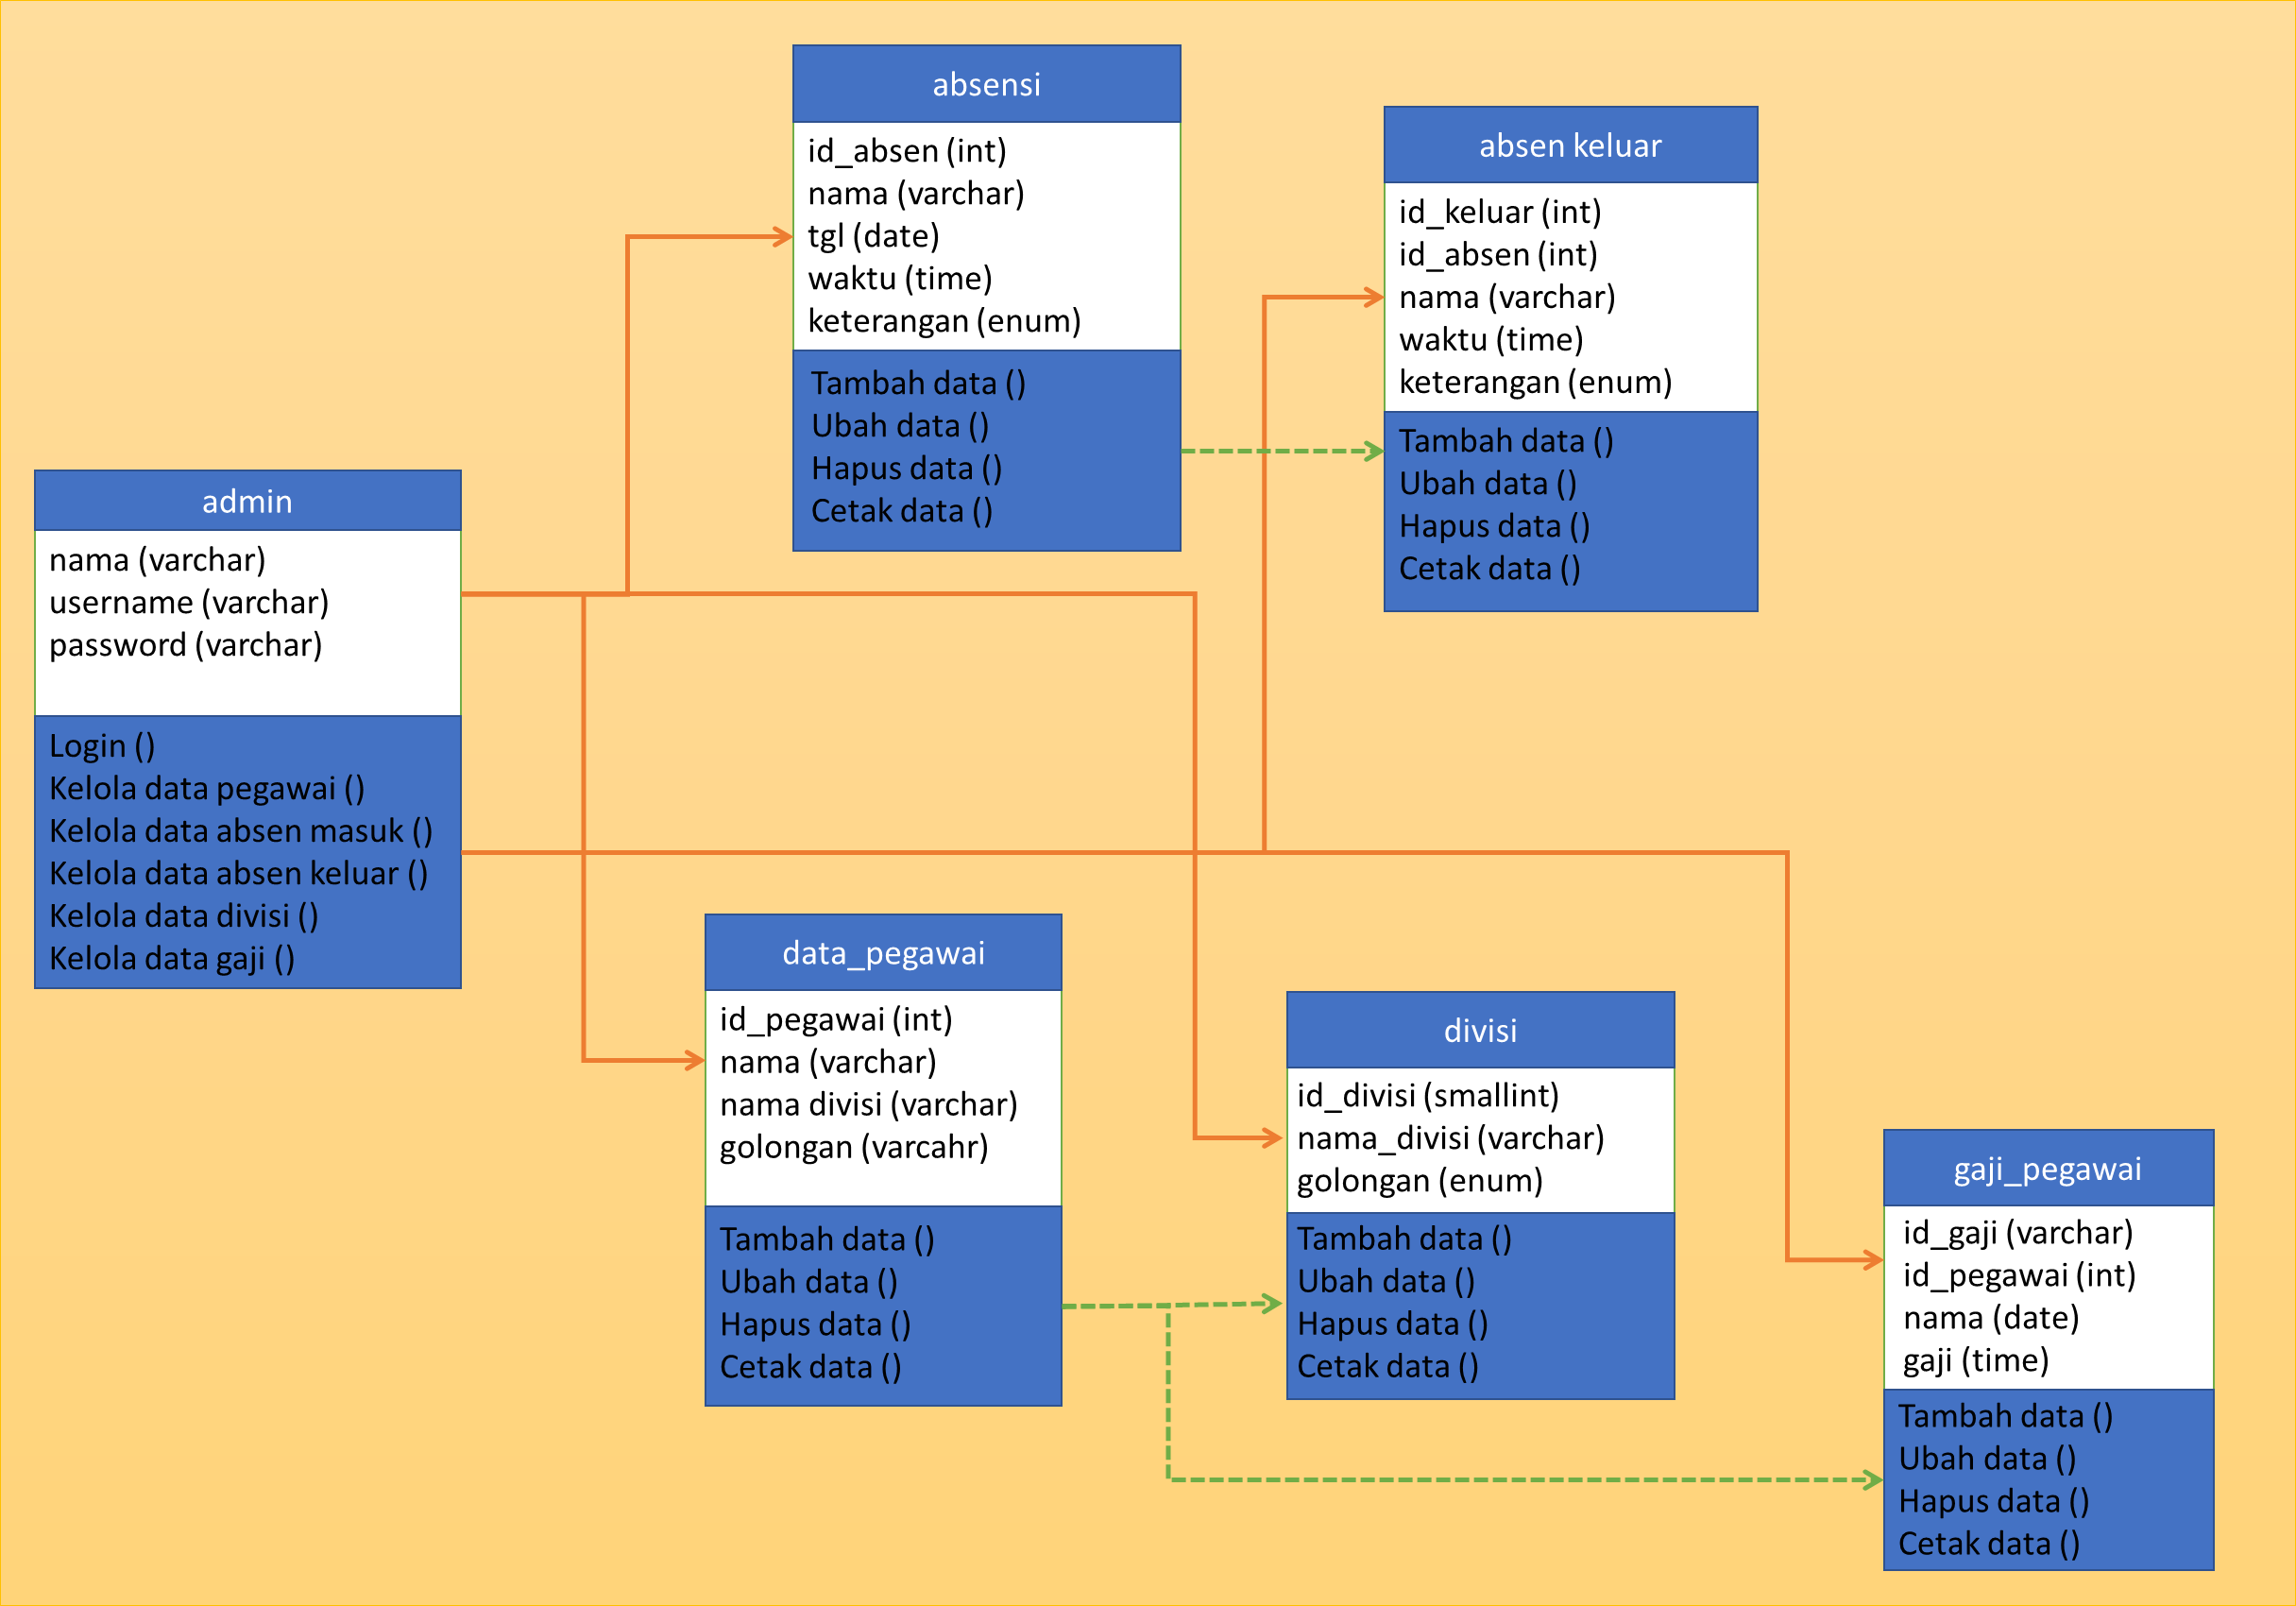 absensi
id_absen (int)
nama (varchar)
tgl (date)
waktu (time)
keterangan (enum)
Tambah data ()
Ubah data ()
Hapus data ()
Cetak data ()
absen keluar
id_keluar (int)
id_absen (int)
nama (varchar)
waktu (time)
keterangan (enum)
Tambah data ()
Ubah data ()
Hapus data ()
Cetak data ()
admin
nama (varchar)
username (varchar)
password (varchar)
Login ()
Kelola data pegawai ()
Kelola data absen masuk ()
Kelola data absen keluar ()
Kelola data divisi ()
Kelola data gaji ()
data_pegawai
id_pegawai (int)
nama (varchar)
nama divisi (varchar)
golongan (varcahr)
Tambah data ()
Ubah data ()
Hapus data ()
Cetak data ()
divisi
id_divisi (smallint)
nama_divisi (varchar)
golongan (enum)
Tambah data ()
Ubah data ()
Hapus data ()
Cetak data ()
gaji_pegawai
id_gaji (varchar)
id_pegawai (int)
nama (date)
gaji (time)
Tambah data ()
Ubah data ()
Hapus data ()
Cetak data ()